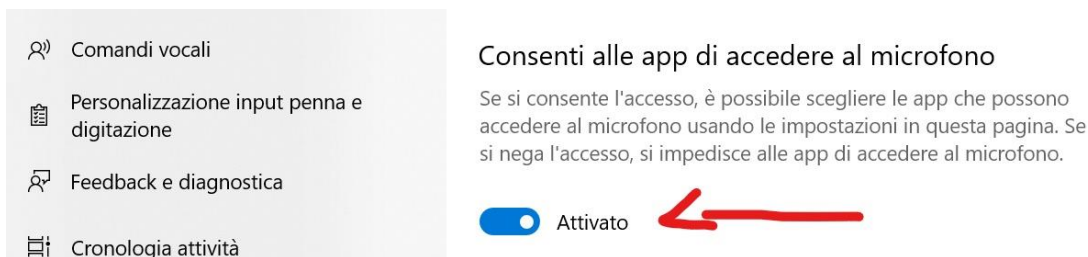 Comandi vocali
Personalizzazione input penna e
digitazione
Feedback e diagnostica
Cronologia attività
Consenti alle app di accedere al microfono
Se si consente l'accesso, è possibile scegliere le app che possono
accedere al microfono usando le impostazioni in questa pagina. Se
si nega l'accesso, si impedisce alle app di accedere al microfono.
Attivato